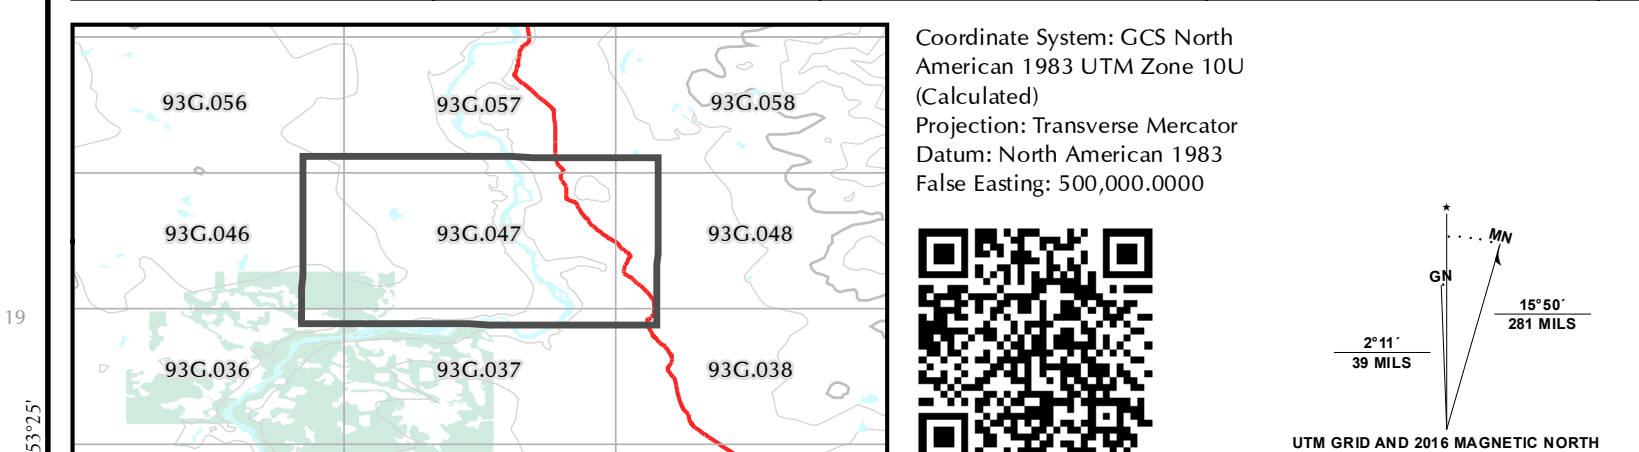 Coordinate System: GCS North
American 1983 UTM Zone 10U
(Calculated)
Projection: Transverse Mercator
Datum: North American 1983
False Easting: 500,000.0000
93G.056 93G.057 93G.058
93G.046 93G.047 93G.048
93G.036 93G.037 93G.038
19
53°25'
MN
GN
15°50´
281 MILS
2°11´
39 MILS
UTM GRID AND 2016 MAGNETIC NORTH